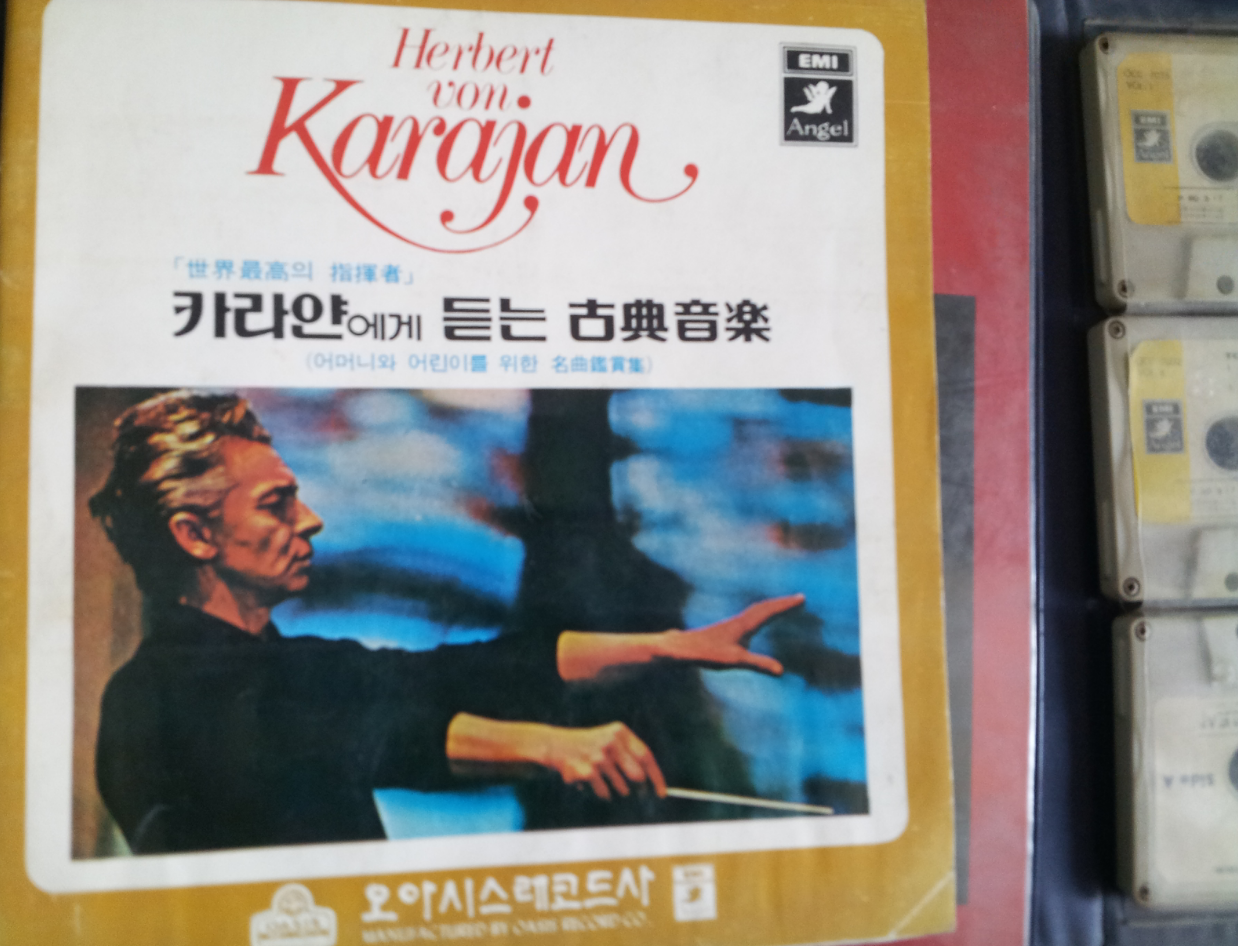 Herbert
von
Karajan
EMI
Angel
「世界最高의 指揮者」
카라얀에게 듣는 古典音楽
(어머니와 어린이를 위한 名曲鑑賞集)
오아시스레코드사
MANUFACTURED BY OASIS RECORD CO.
EMI
EMI
Side A